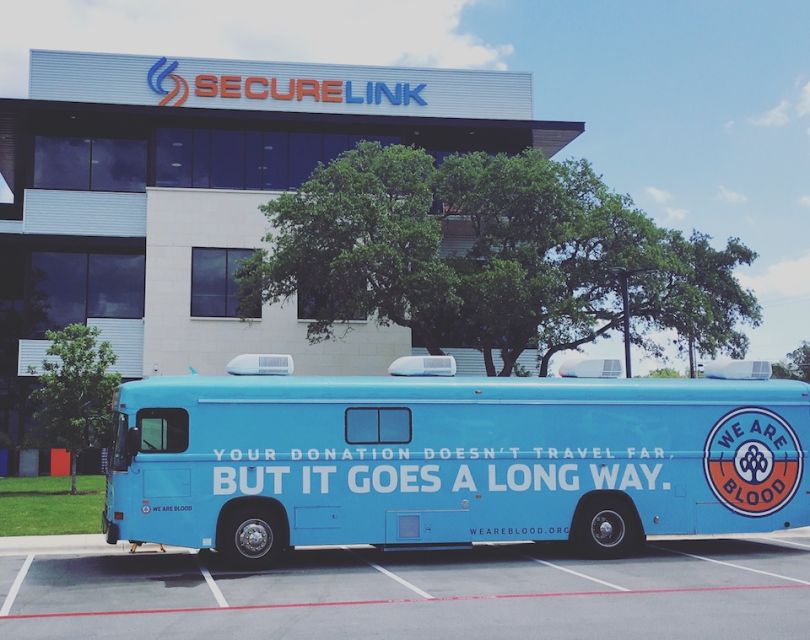 SECURELINK
YOUR DONATION DOESN'T TRAVEL FAR,
BUT IT GOES A LONG WAY.
WE ARE
BLOOD
WE ARE BLOOD
WEAREBLOOD.ORG